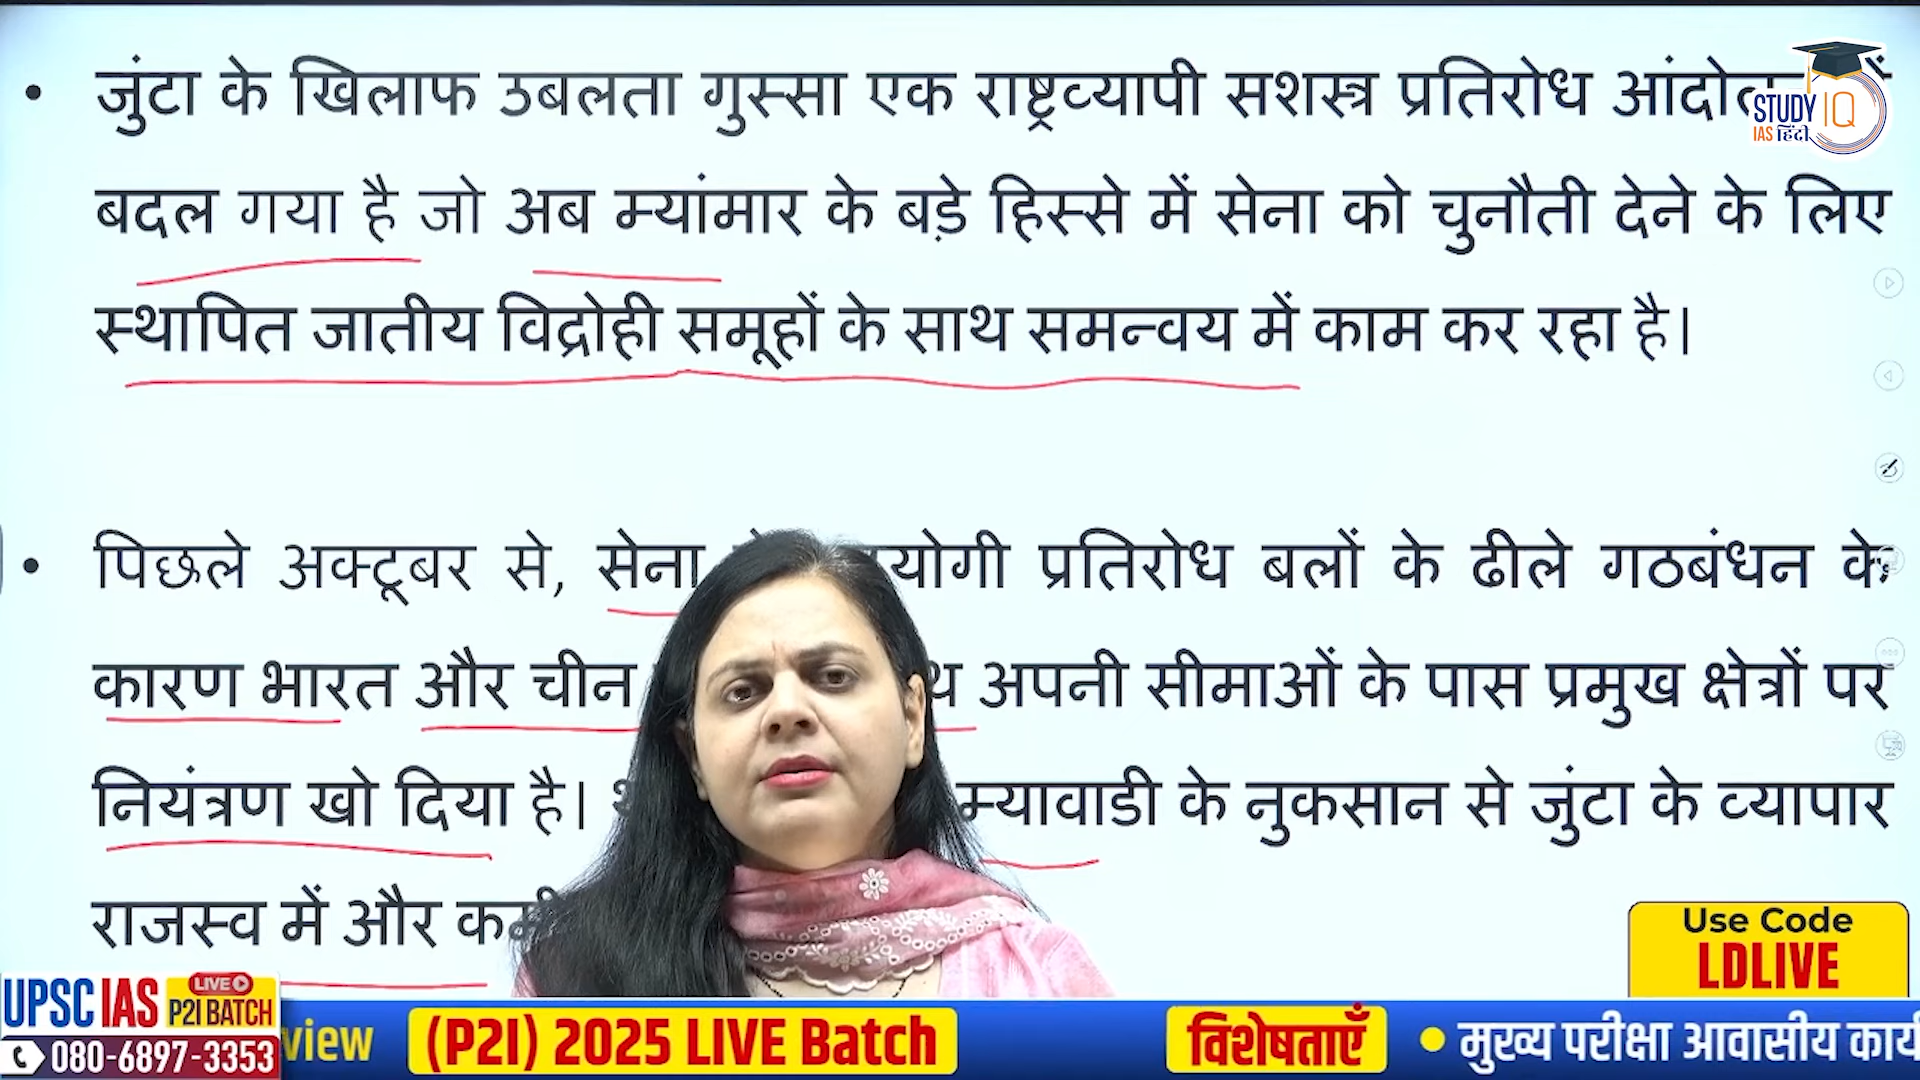 • जुंटा के खिलाफ उबलता गुस्सा एक राष्ट्रव्यापी सशस्त्र प्रतिरोध
बदल गया है जो अब म्यांमार के बड़े हिस्से में सेना को चुनौती देने के लिए
स्थापित जातीय विद्रोही समूहों के साथ समन्वय में काम कर रहा है।
• पिछले अक्टूबर से, सेना प्रतिरोध बलों के ढीले गठबंधन के
कारण भारत और चीन अपनी सीमाओं के पास प्रमुख क्षेत्रों पर
नियंत्रण खो दिया है। म्यावाडी के नुकसान से जुंटा के व्यापार
राजस्व में और
STUDY IQ
IAS हिंदी
Use Code
LDLIVE
UPSC IAS LIVE P2I BATCH
080-6897-3353
view (P2I) 2025 LIVE Batch विशेषताएँ • मुख्य परीक्षा आवासीय